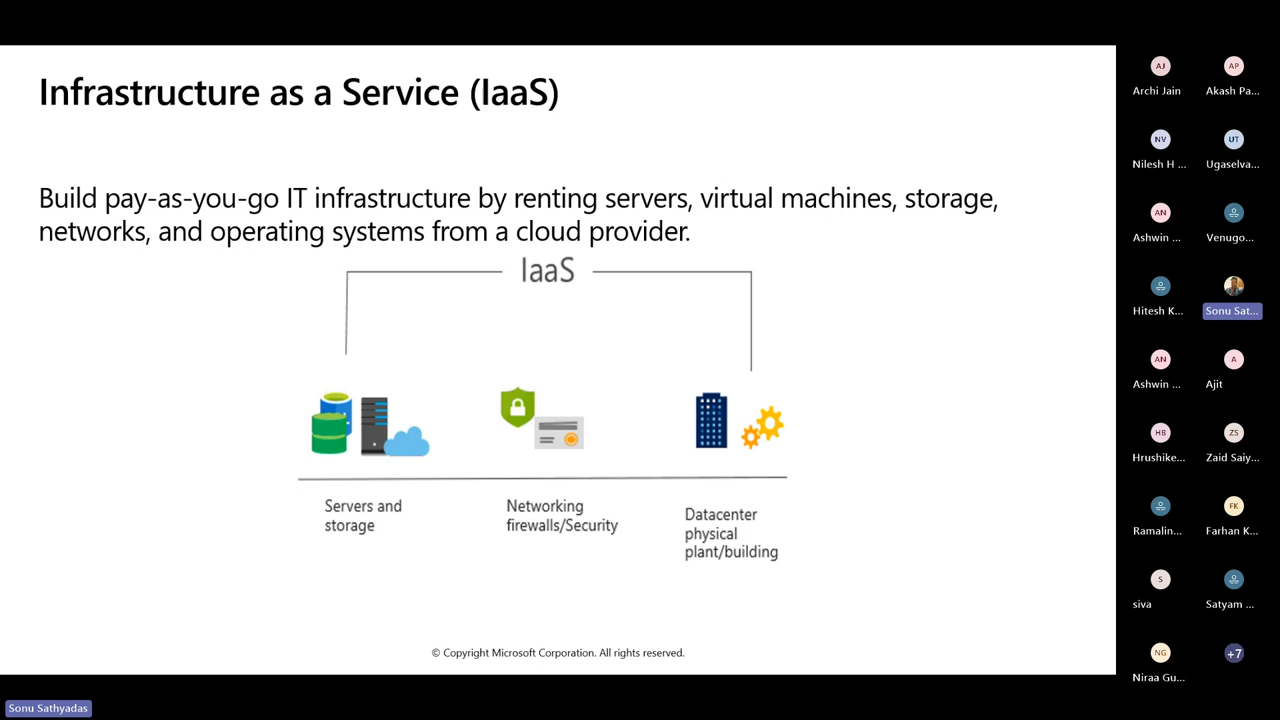 Infrastructure as a Service (IaaS)
Build pay-as-you-go IT infrastructure by renting servers, virtual machines, storage,
networks, and operating systems from a cloud provider.
IaaS
Servers and
storage
Networking
firewalls/Security
Datacenter
physical
plant/building
© Copyright Microsoft Corporation. All rights reserved.
AJ
Archi Jain
AP
Akash Pa...
NV
Nilesh H ...
UT
Ugaselva...
AN
Ashwin ...
Venugo...
Hitesh K...
Sonu Sat...
AN
Ashwin ...
A
Ajit
HB
Hrushike...
ZS
Zaid Saiy...
Ramalin...
FK
Farhan K...
S
siva
Satyam ...
NG
Niraa Gu...
+7
Sonu Sathyadas